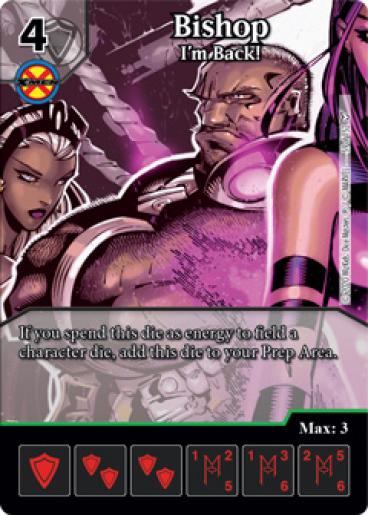 4
Bishop
I'm Back!
X-MEN
If you spend this die as energy to field a
character die, add this die to your Prep Area.
Max: 3
1 2 5
1 3 6
2 5 6